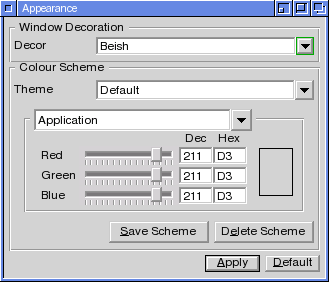 Appearance
Window Decoration
Decor Beish
Colour Scheme
Theme Default
Application
Dec Hex
Red 211 D3
Green 211 D3
Blue 211 D3
Save Scheme Delete Scheme
Apply Default